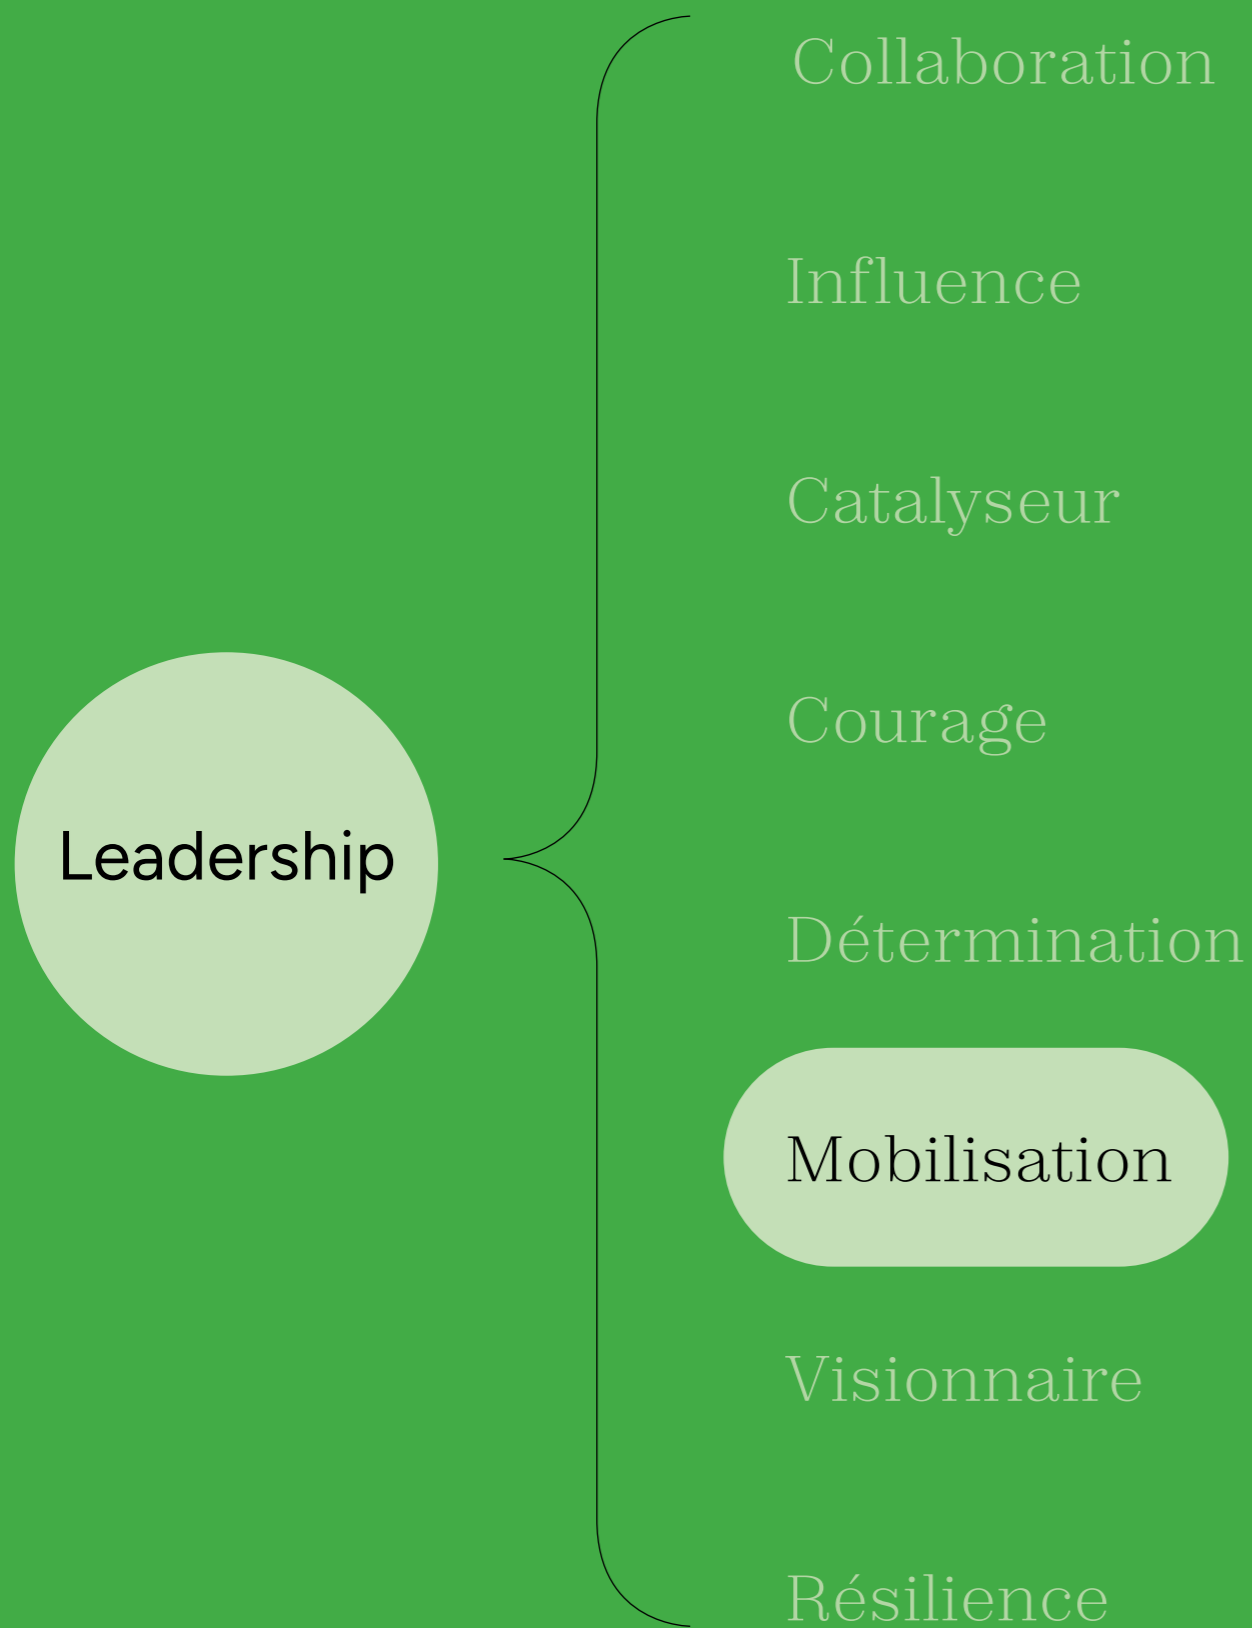 Leadership
Collaboration
Influence
Catalyseur
Courage
Détermination
Mobilisation
Visionnaire
Résilience